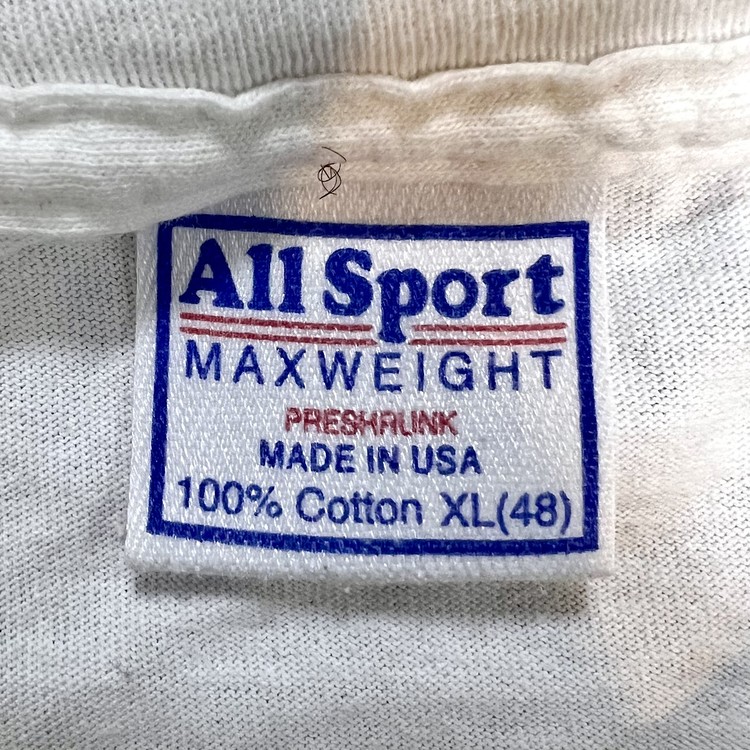 All Sport
MAXWEIGHT
PRESHRUNK
MADE IN USA
100% Cotton XL(48)